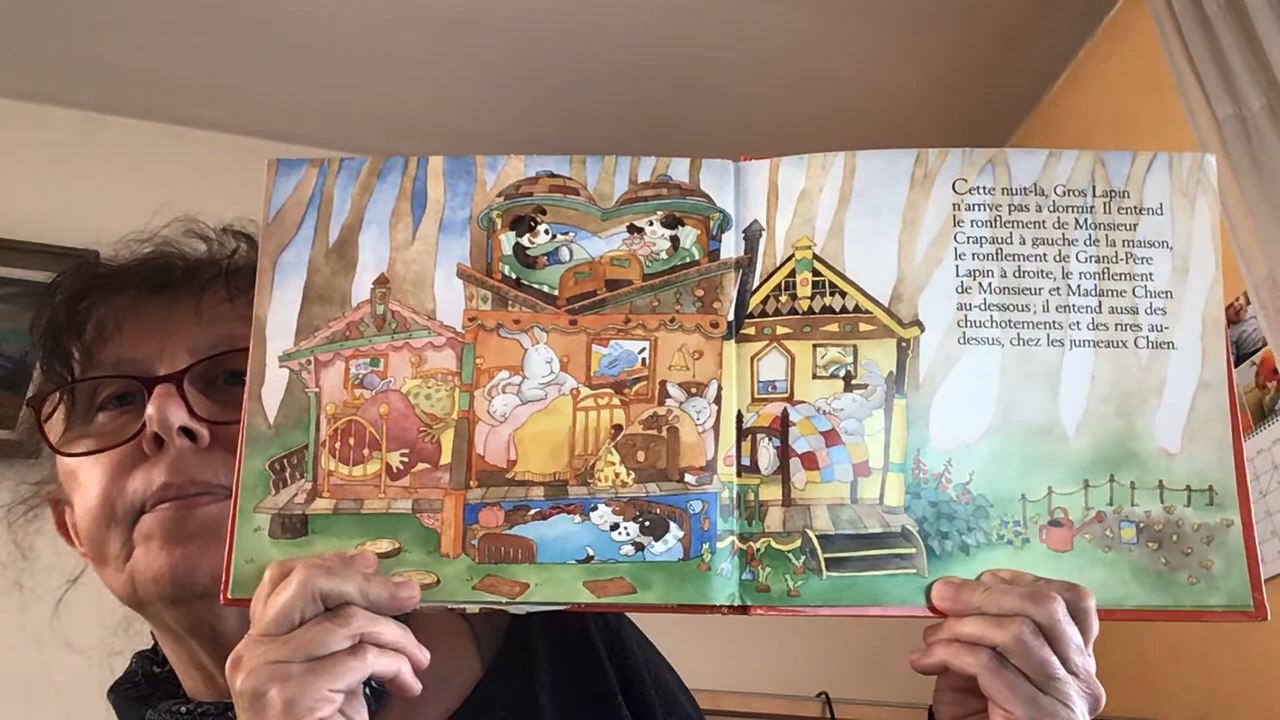 Cette nuit-là, Gros Lapin
n'arrive pas à dormir. Il entend
le ronflement de Monsieur
Crapaud à gauche de la maison,
le ronflement de Grand-Père
Lapin à droite, le ronflement
de Monsieur et Madame Chien
au-dessous ; il entend aussi des
chuchotements et des rires au-
dessus, chez les jumeaux Chien.